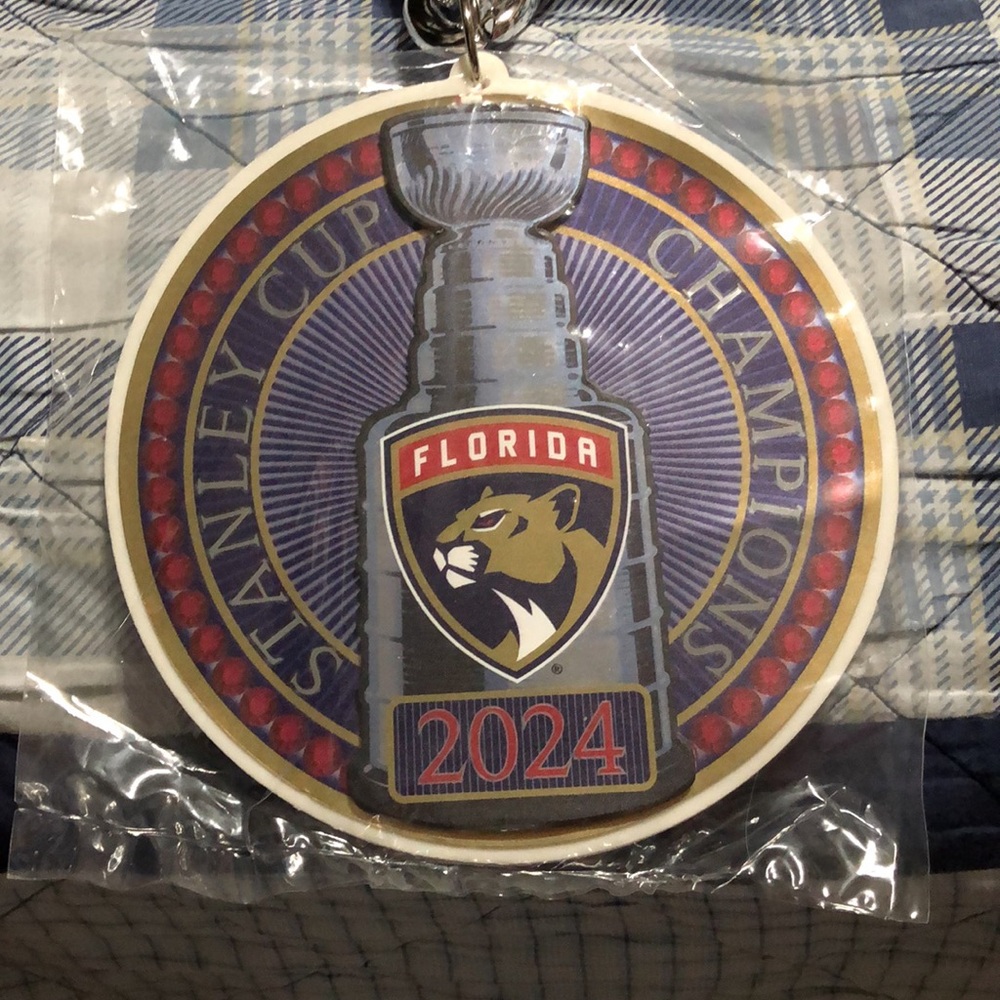 STANLEY CUP CHAMPIONS
FLORIDA
®
2024